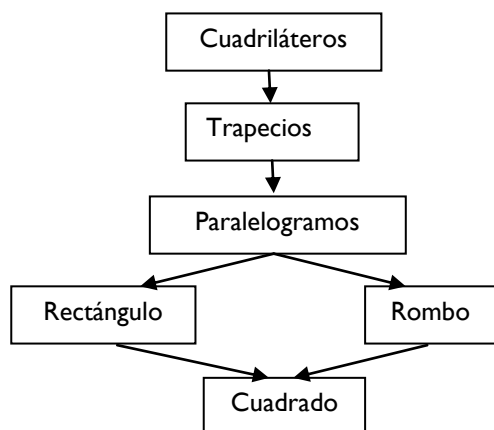 Cuadriláteros
Trapecios
Paralelogramos
Rectángulo
Rombo
Cuadrado